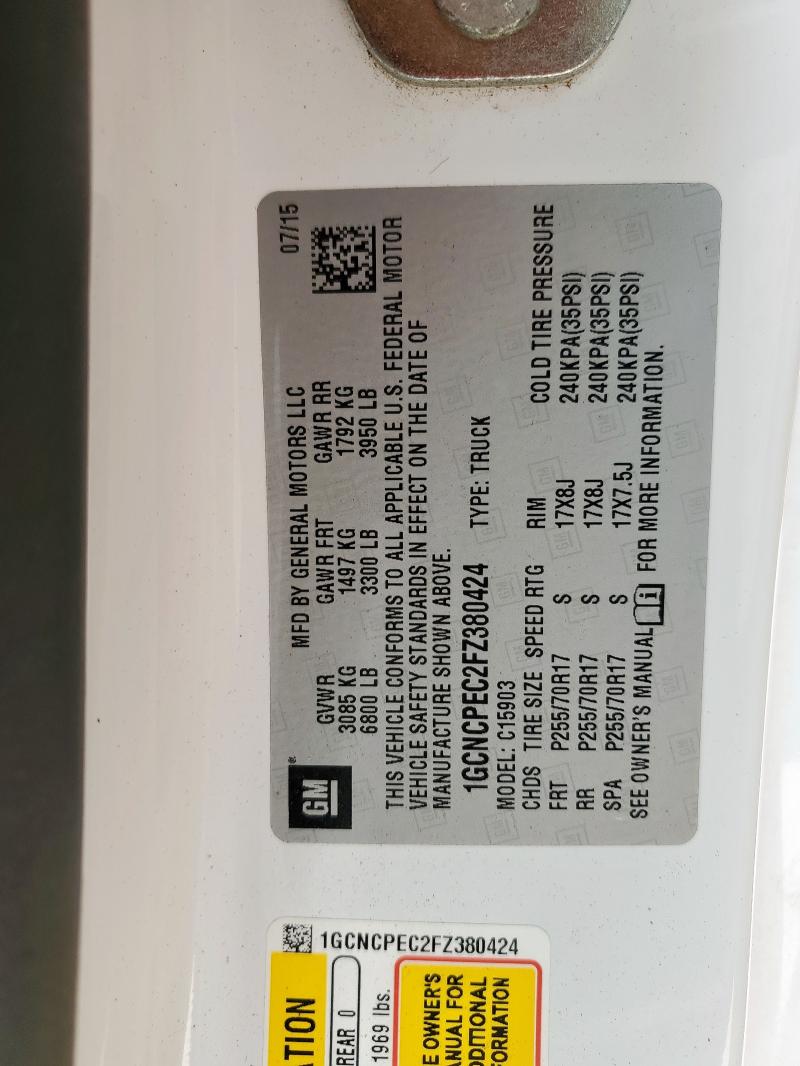 07/15
MFD BY GENERAL MOTORS LLC
GM®
GVWR GAWR FRT GAWR RR
3085 KG 1497 KG 1792 KG
6800 LB 3300 LB 3950 LB
THIS VEHICLE CONFORMS TO ALL APPLICABLE U.S. FEDERAL MOTOR
VEHICLE SAFETY STANDARDS IN EFFECT ON THE DATE OF
MANUFACTURE SHOWN ABOVE.
1GCNCPEC2FZ380424 TYPE: TRUCK
MODEL: C15903
CHDS TIRE SIZE SPEED RTG RIM COLD TIRE PRESSURE
FRT P255/70R17 S 17X8J 240KPA(35PSI)
RR P255/70R17 S 17X8J 240KPA(35PSI)
SPA P255/70R17 S 17X7.5J 240KPA(35PSI)
SEE OWNER'S MANUAL FOR MORE INFORMATION.
1GCNCPEC2FZ380424
REAR 0
1969 lbs.
OWNER'S
FOR